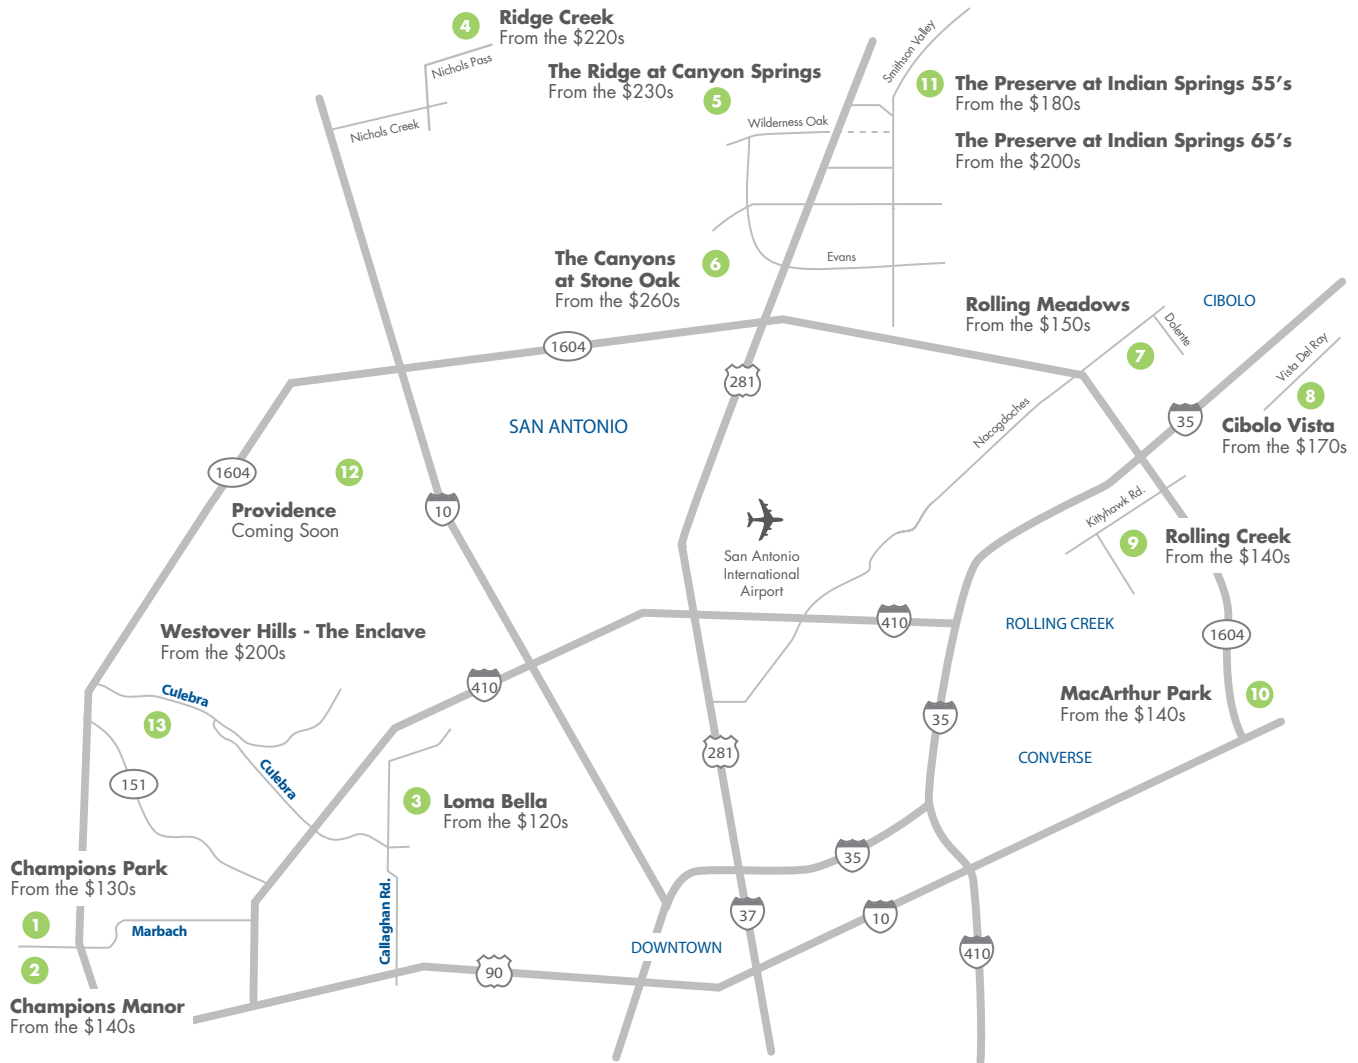 4
Ridge Creek
From the $220s
Nichols Pass
Nichols Creek
The Ridge at Canyon Springs
From the $230s
5
Wilderness Oak
Smithson Valley
11
The Preserve at Indian Springs 55's
From the $180s
The Preserve at Indian Springs 65's
From the $200s
The Canyons
at Stone Oak
From the $260s
6
Evans
Rolling Meadows
From the $150s
7
Dolente
CIBOLO
Vista Del Ray
8
Cibolo Vista
From the $170s
1604
281
35
SAN ANTONIO
Nacogdoches
1604
12
Providence
Coming Soon
10
San Antonio
International
Airport
Kittyhawk Rd.
9
Rolling Creek
From the $140s
Westover Hills - The Enclave
From the $200s
410
410
ROLLING CREEK
1604
MacArthur Park
From the $140s
10
Culebra
13
35
281
CONVERSE
151
Culebra
3
Loma Bella
From the $120s
35
Champions Park
From the $130s
1
Marbach
Callaghan Rd.
37
10
DOWNTOWN
410
2
90
Champions Manor
From the $140s